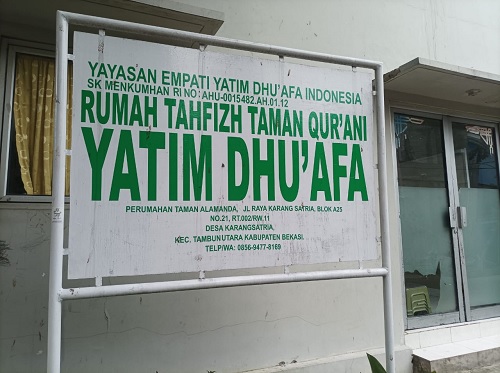 YAYASAN EMPATI YATIM DHU'AFA INDONESIA
SK MENKUMHAN RI NO: AHU-0015482.AH.01.12
RUMAH TAHFIZH TAMAN QUR'ANI
YATIM DHU'AFA
PERUMAHAN TAMAN ALAMANDA, JL RAYA KARANG SATRIA, BLOK A25
NO.21, RT.002/RW.11
DESA KARANGSATRIA,
KEC. TAMBUNUTARA KABUPATEN BEKASI.
TELP/WA: 0856-9477-8169